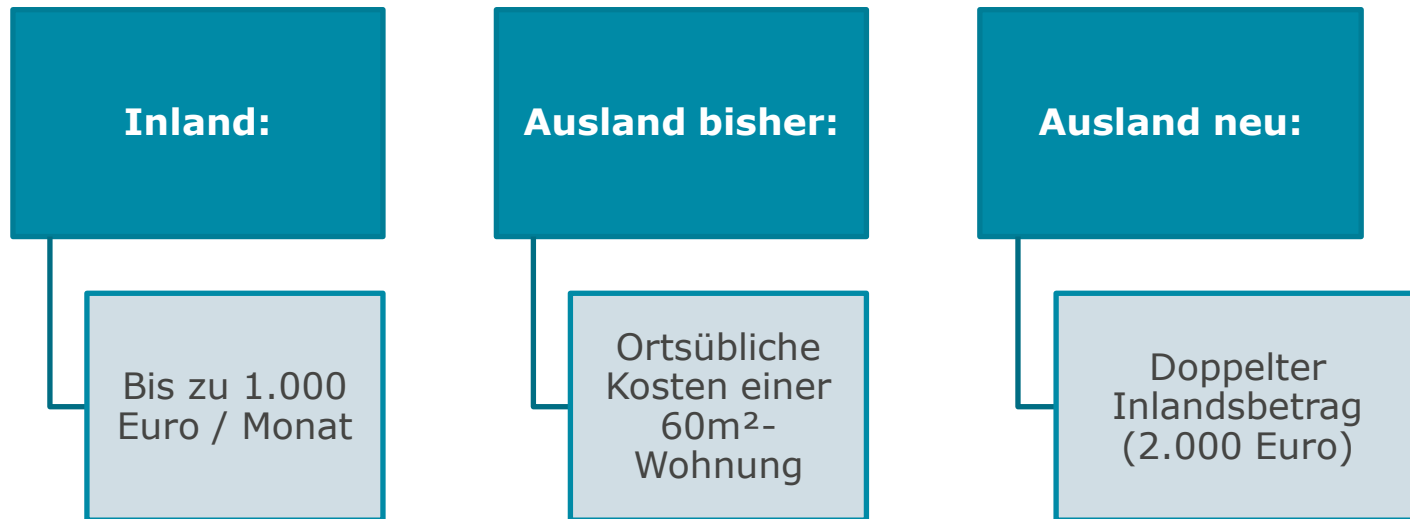 Inland:
Bis zu 1.000
Euro / Monat
Ausland bisher:
Ortsübliche
Kosten einer
60m²-
Wohnung
Ausland neu:
Doppelter
Inlandsbetrag
(2.000 Euro)